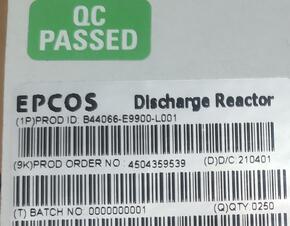 QC
PASSED
EPCOS Discharge Reactor
(1P)PROD ID: B44066-E9900-L001
(9K)PROD ORDER NO: 4504359539 (D)D/C: 210401
(T) BATCH NO: 0000000001 (Q)QTY: 0250